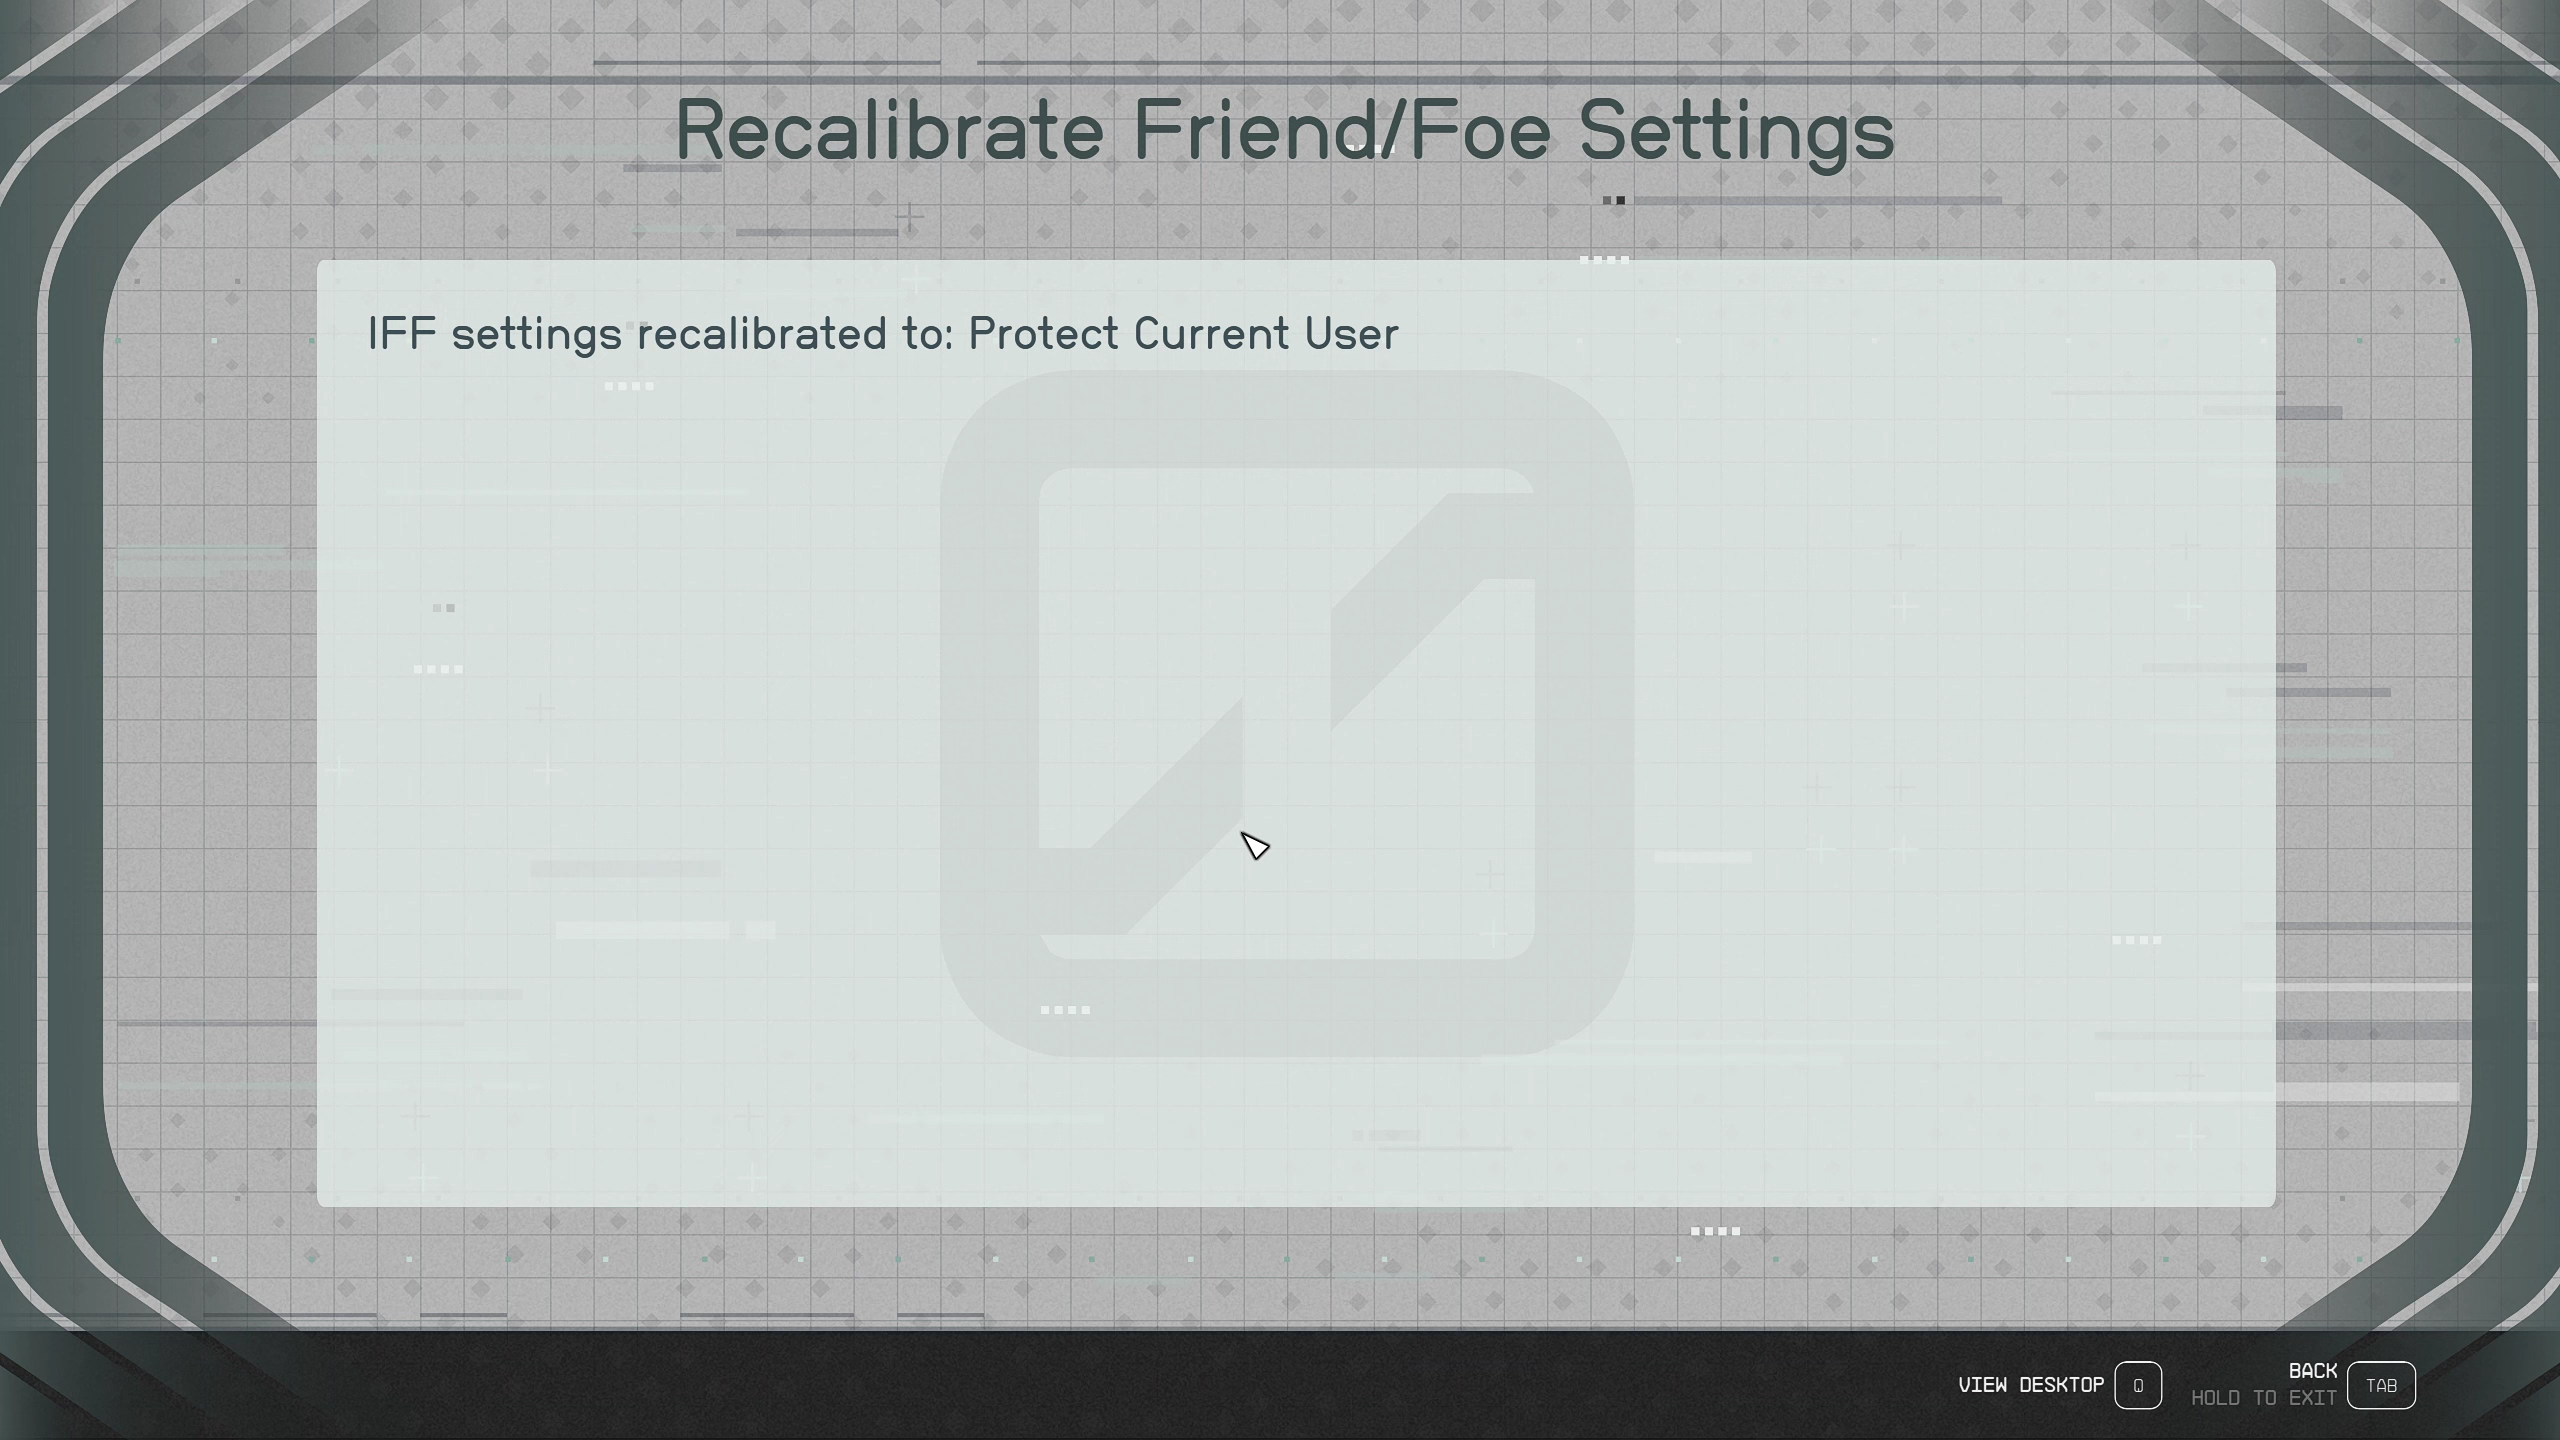 Recalibrate Friend/Foe Settings
IFF settings recalibrated to: Protect Current User
VIEW DESKTOP Q
BACK
HOLD TO EXIT TAB